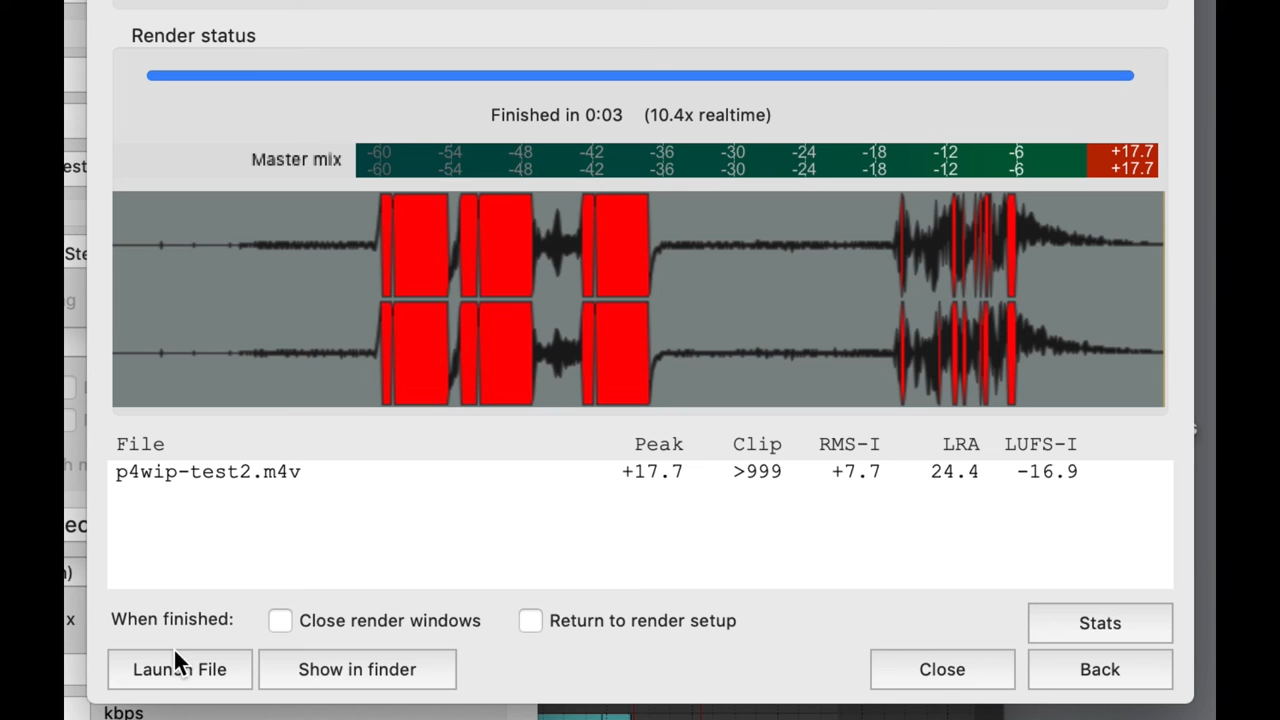 Render status
Finished in 0:03 (10.4x realtime)
Master mix -60 -54 -48 -42 -36 -30 -24 -18 -12 -6 +17.7
-60 -54 -48 -42 -36 -30 -24 -18 -12 -6 +17.7
est
Ste
g
File Peak Clip RMS-I LRA LUFS-I
p4wip-test2.m4v +17.7 >999 +7.7 24.4 -16.9
ec
)
x
When finished: Close render windows Return to render setup Stats
Launch File Show in finder Close Back
kbps